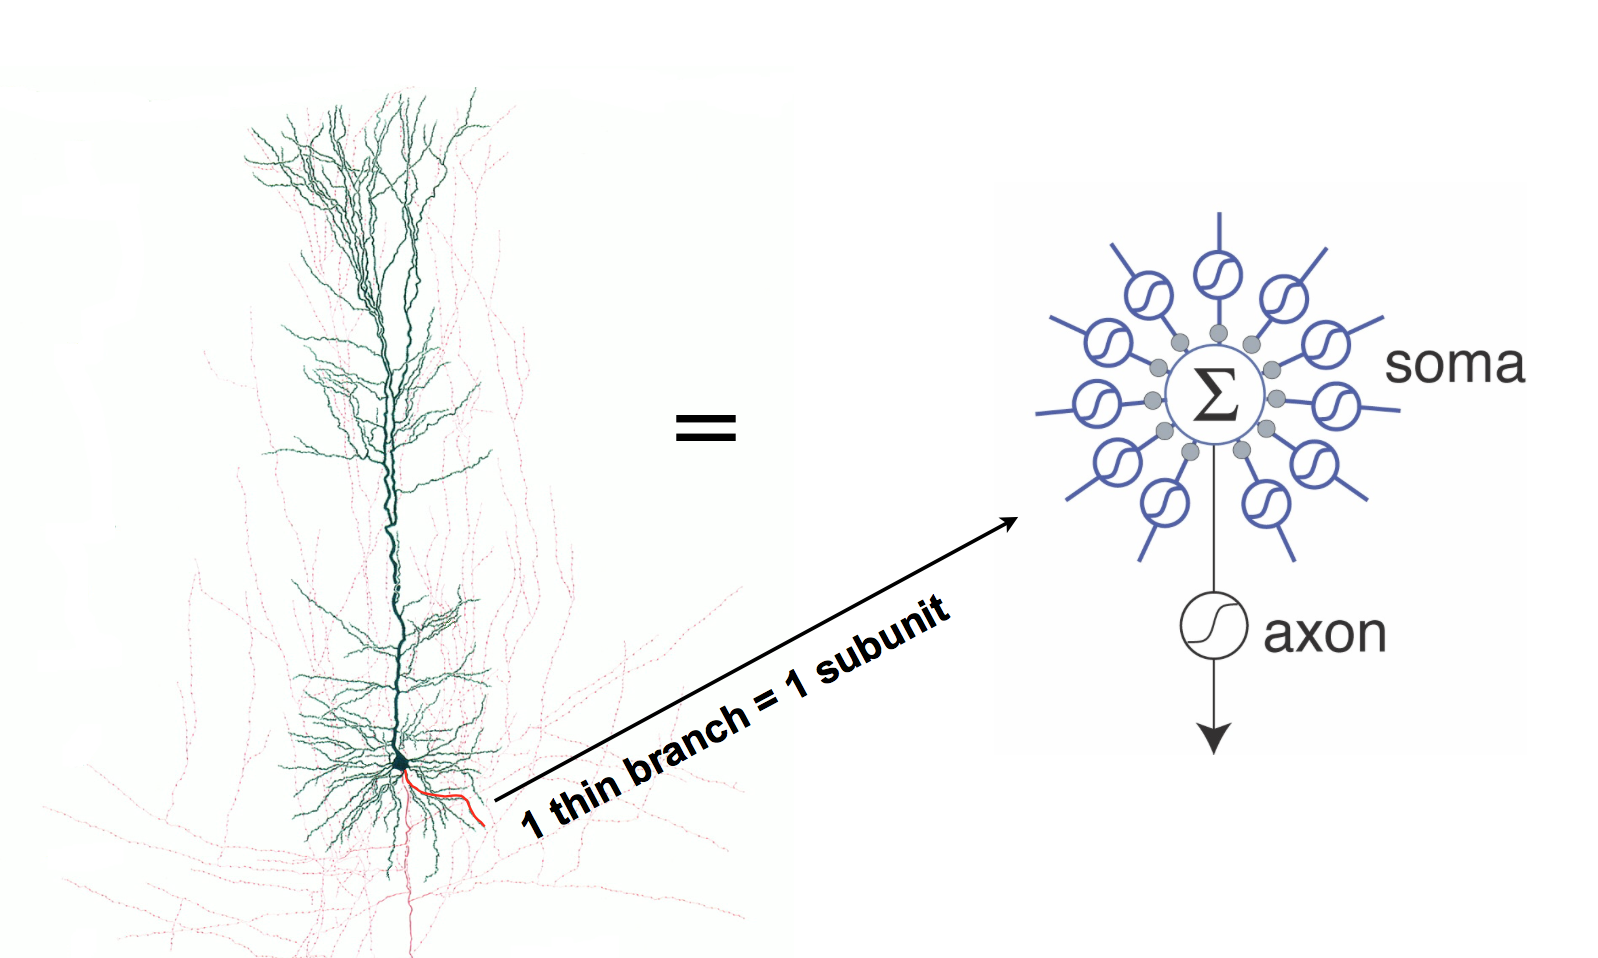 =
Σ
soma
1 thin branch = 1 subunit
axon